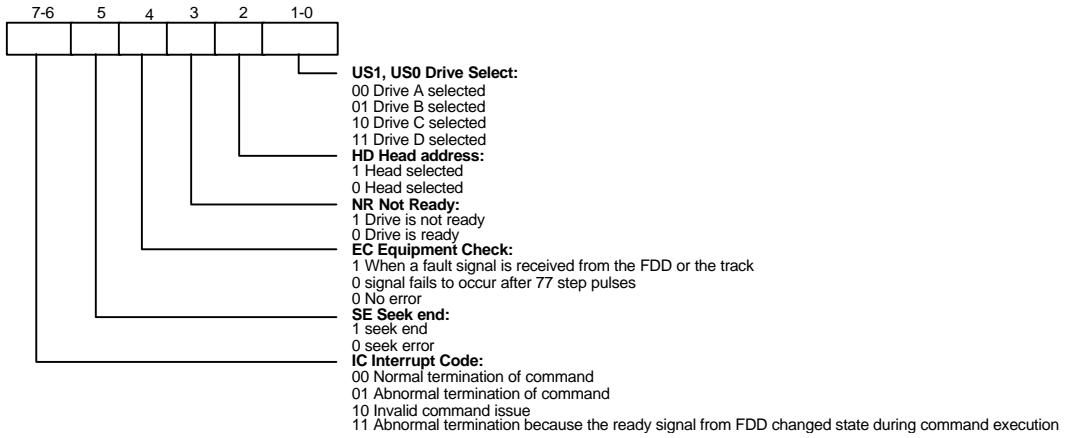 7-6 5 4 3 2 1-0
US1, US0 Drive Select:
00 Drive A selected
01 Drive B selected
10 Drive C selected
11 Drive D selected
HD Head address:
1 Head selected
0 Head selected
NR Not Ready:
1 Drive is not ready
0 Drive is ready
EC Equipment Check:
1 When a fault signal is received from the FDD or the track
0 signal fails to occur after 77 step pulses
0 No error
SE Seek end:
1 seek end
0 seek error
IC Interrupt Code:
00 Normal termination of command
01 Abnormal termination of command
10 Invalid command issue
11 Abnormal termination because the ready signal from FDD changed state during command execution